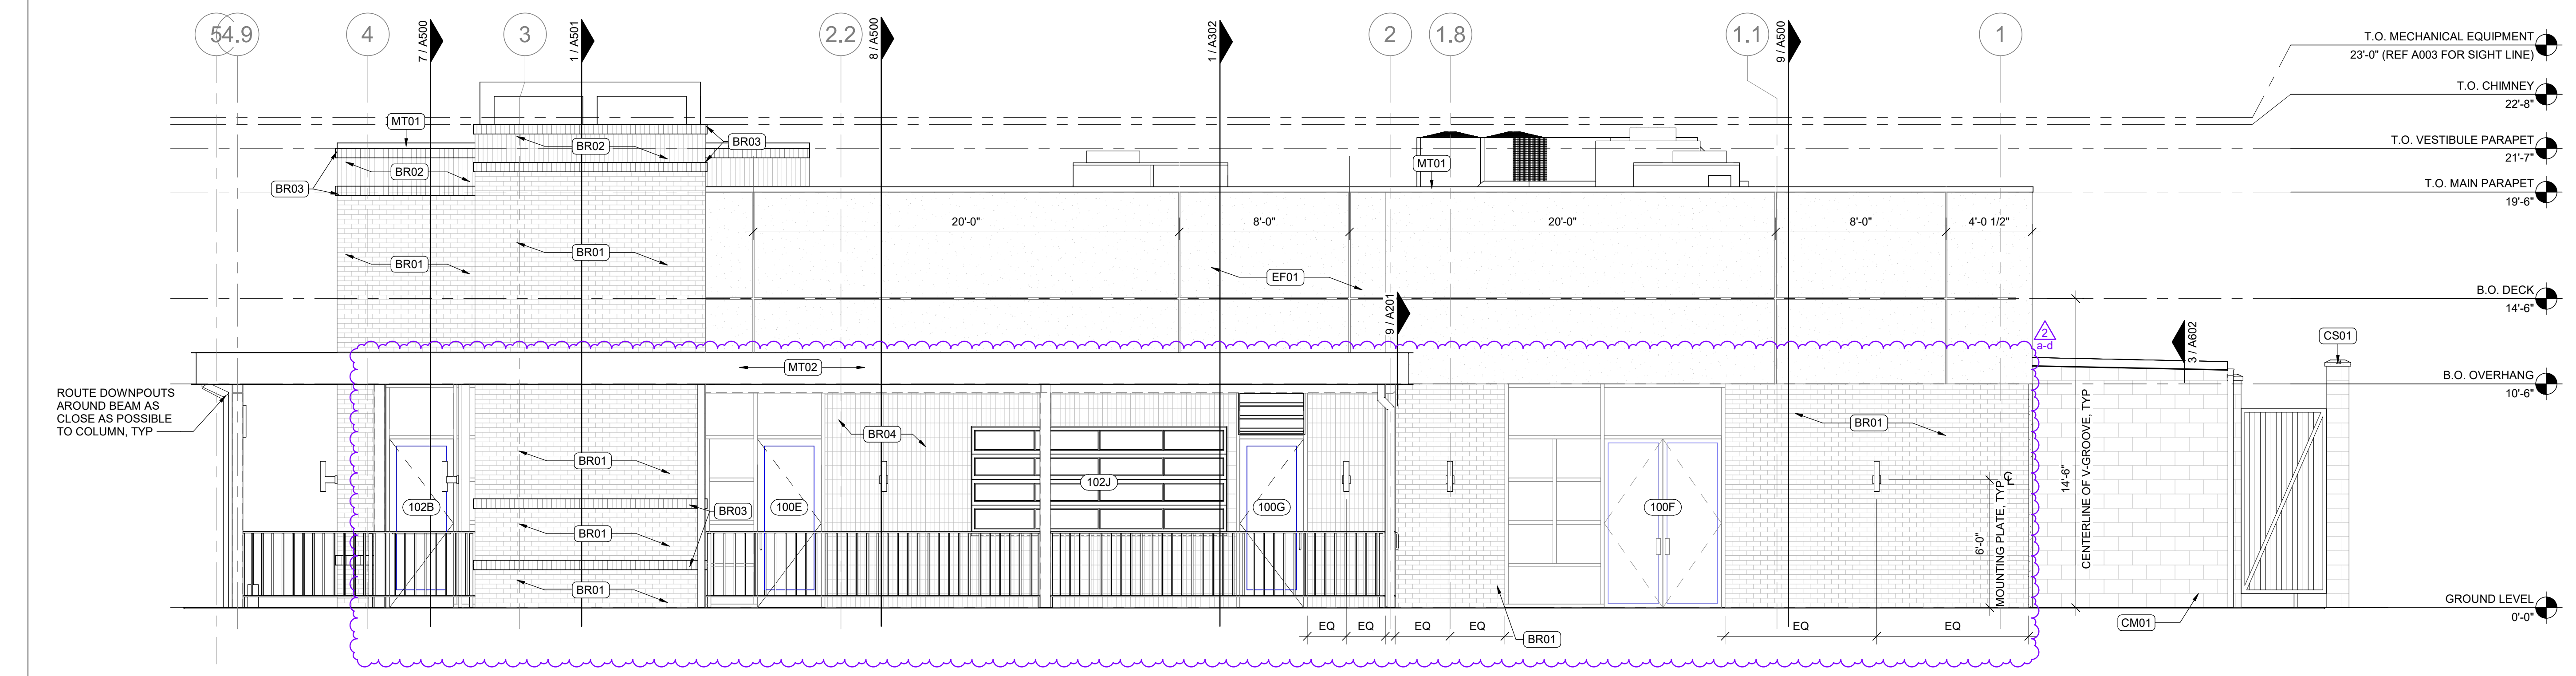 5
4.9
4
7 / A500
3
1 / A501
2.2
8 / A500
1 / A302
2
1.8
1.1
9 / A500
1
T.O. MECHANICAL EQUIPMENT
23'-0" (REF A003 FOR SIGHT LINE)
T.O. CHIMNEY
22'-8"
T.O. VESTIBULE PARAPET
21'-7"
T.O. MAIN PARAPET
19'-6"
B.O. DECK
14'-6"
B.O. OVERHANG
10'-6"
GROUND LEVEL
0'-0"
MT01
BR03
BR02
BR02
BR03
MT01
20'-0"
8'-0"
20'-0"
8'-0"
4'-0 1/2"
BR01
BR01
EF01
9 / A201
2
a-d
3 / A602
CS01
MT02
ROUTE DOWNPOUTS
AROUND BEAM AS
CLOSE AS POSSIBLE
TO COLUMN, TYP
BR04
BR01
BR01
102B
100E
102J
100G
100F
BR03
BR01
BR01
14'-6"
CENTERLINE OF V-GROOVE, TYP
6'-0"
MOUNTING PLATE, TYP
CL
EQ
EQ
EQ
EQ
BR01
EQ
EQ
CM01